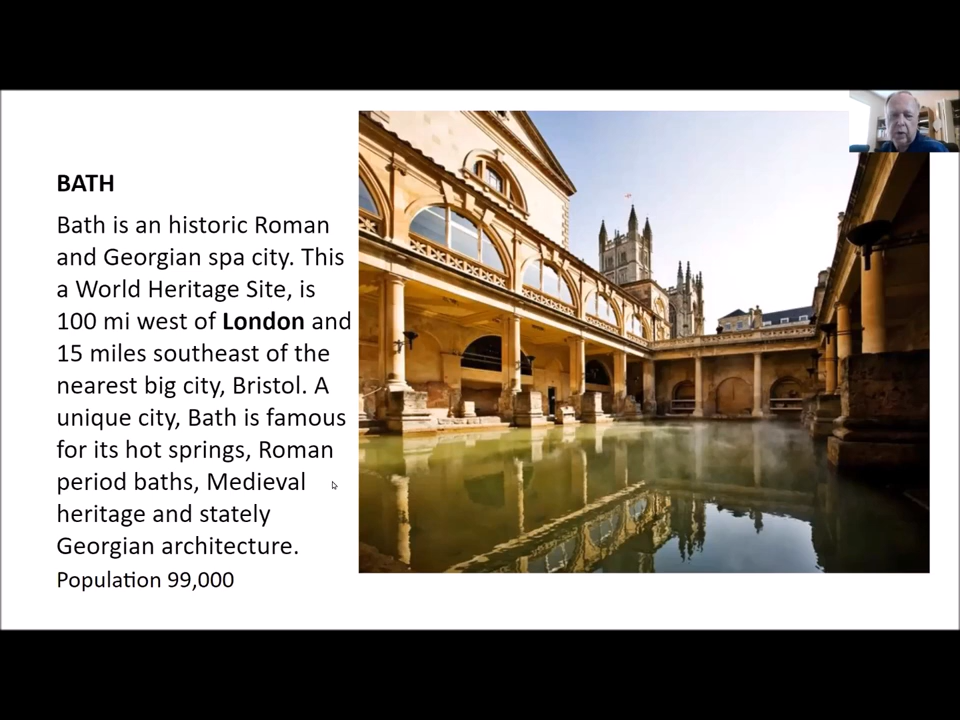 BATH
Bath is an historic Roman
and Georgian spa city. This
a World Heritage Site, is
100 mi west of London and
15 miles southeast of the
nearest big city, Bristol. A
unique city, Bath is famous
for its hot springs, Roman
period baths, Medieval
heritage and stately
Georgian architecture.
Population 99,000